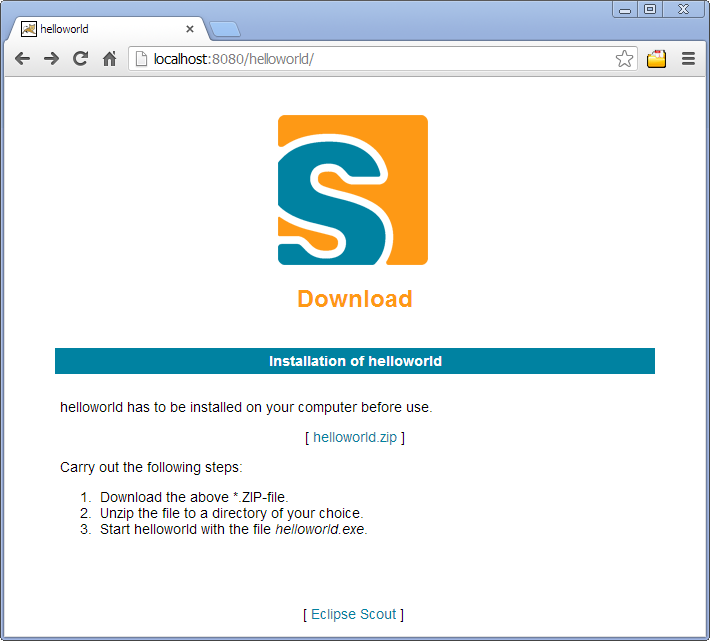 helloworld
localhost:8080/helloworld/
S
Download
Installation of helloworld
helloworld has to be installed on your computer before use.
[ helloworld.zip ]
Carry out the following steps:
1. Download the above *.ZIP-file.
2. Unzip the file to a directory of your choice.
3. Start helloworld with the file helloworld.exe.
[ Eclipse Scout ]